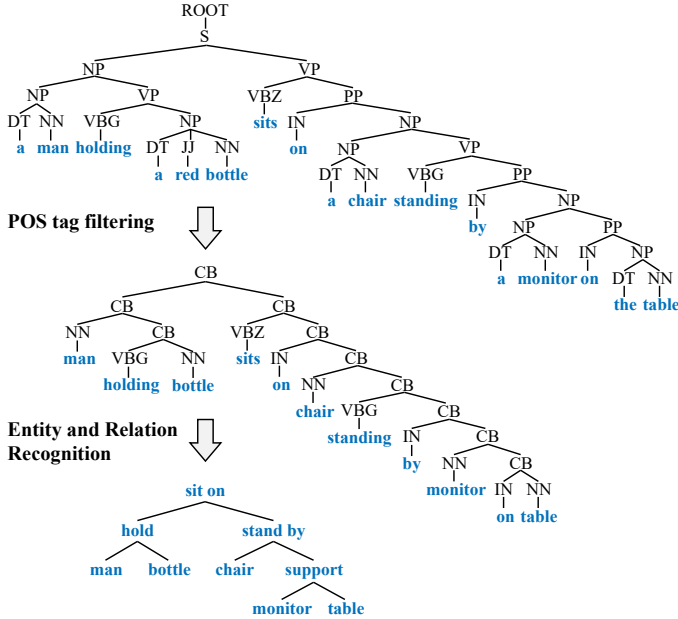 ROOT
S
NP VP
NP VP VBZ PP
DT NN VBG NP sits IN NP
a man holding DT JJ NN on NP VP
a red bottle DT NN VBG PP
a chair standing IN NP
POS tag filtering by NP PP
DT NN IN NP
a monitor on DT NN
the table
CB
CB CB
NN CB VBZ CB
man VBG NN sits IN CB
holding bottle on NN CB
chair VBG CB
standing IN CB
Entity and Relation
Recognition
by NN CB
monitor IN NN
on table
sit on
hold stand by
man bottle chair support
monitor table